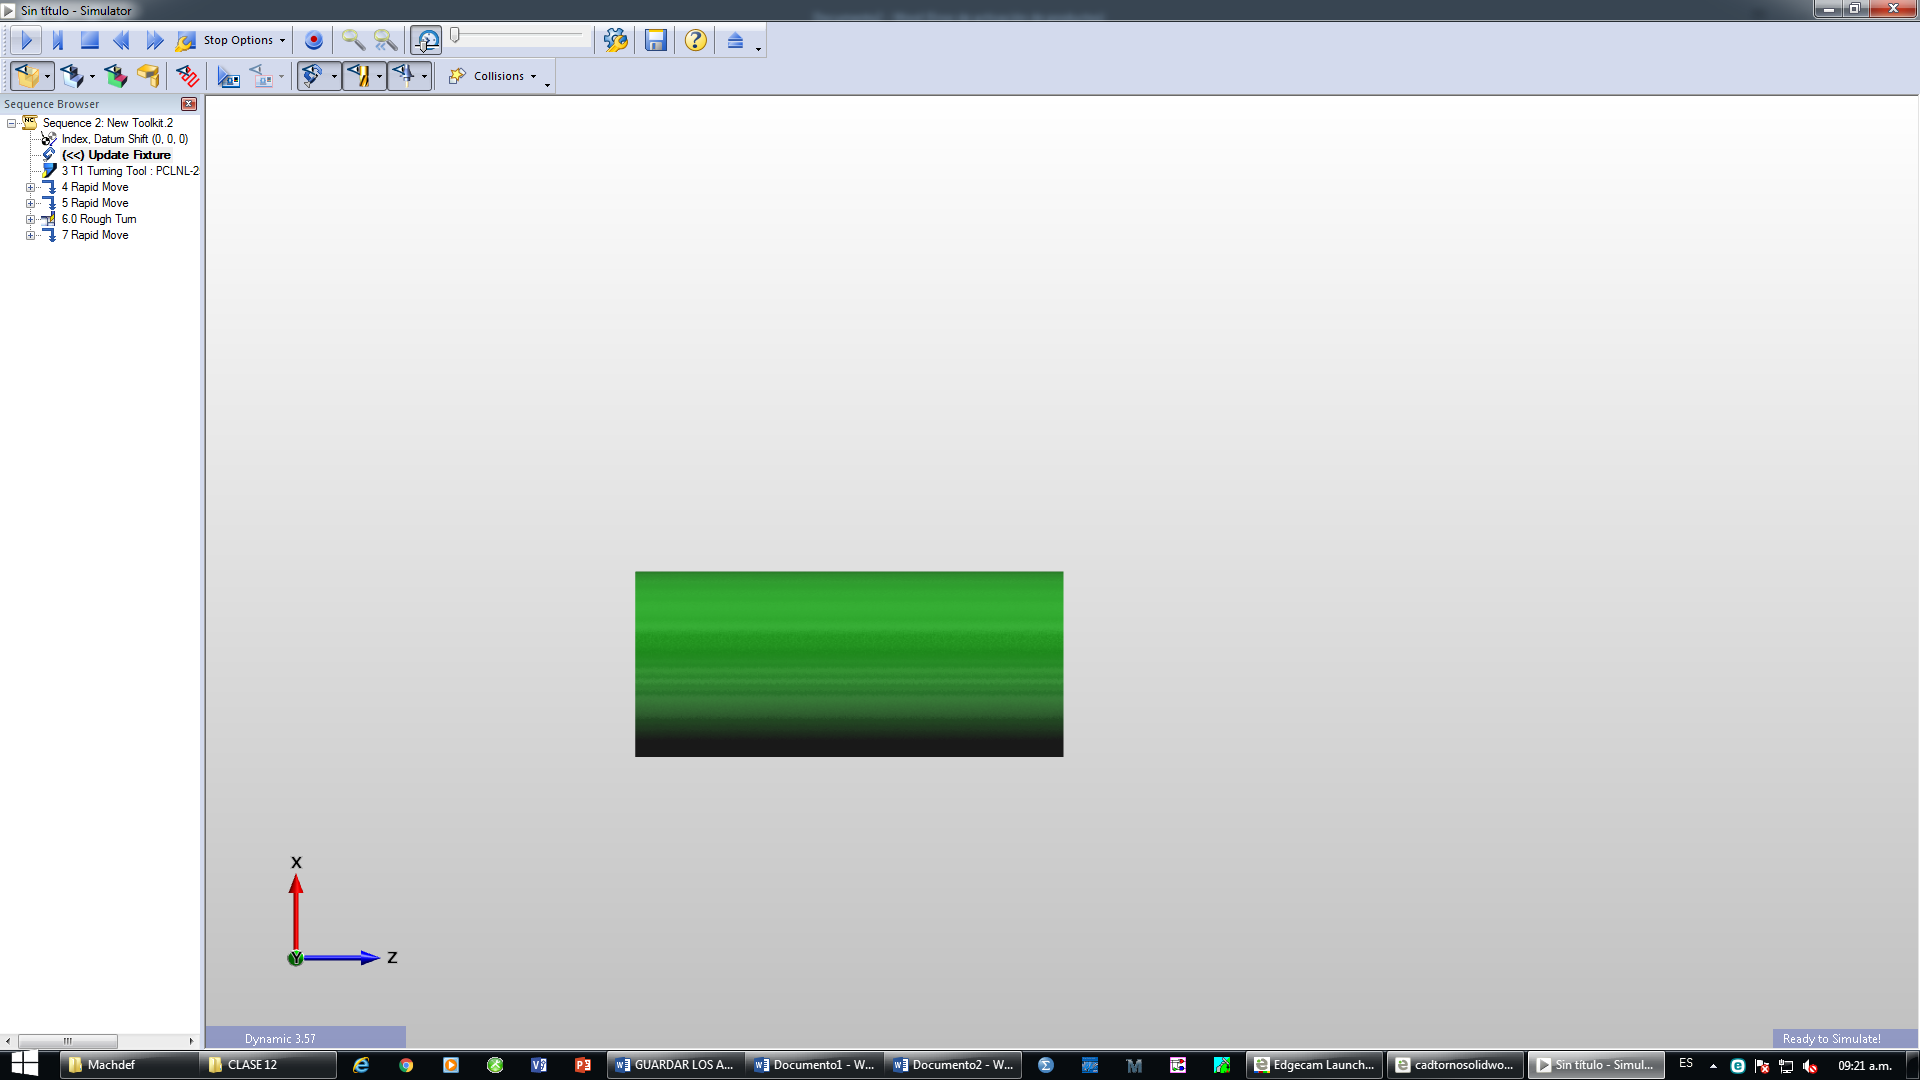 Sin título - Simulator
Stop Options
Collisions
Sequence Browser
Sequence 2: New Toolkit.2
Index, Datum Shift (0, 0, 0)
(<<) Update Fixture
3 T1 Turning Tool : PCLNL-2
4 Rapid Move
5 Rapid Move
6.0 Rough Turn
7 Rapid Move
X
Y
Z
Dynamic 3.57
Ready to Simulate!
Machdef
CLASE 12
GUARDAR LOS A...
Documento1 - W...
Documento2 - W...
Edgecam Launch...
cadtornosolidwo...
Sin título - Simul...
ES
09:21 a.m.